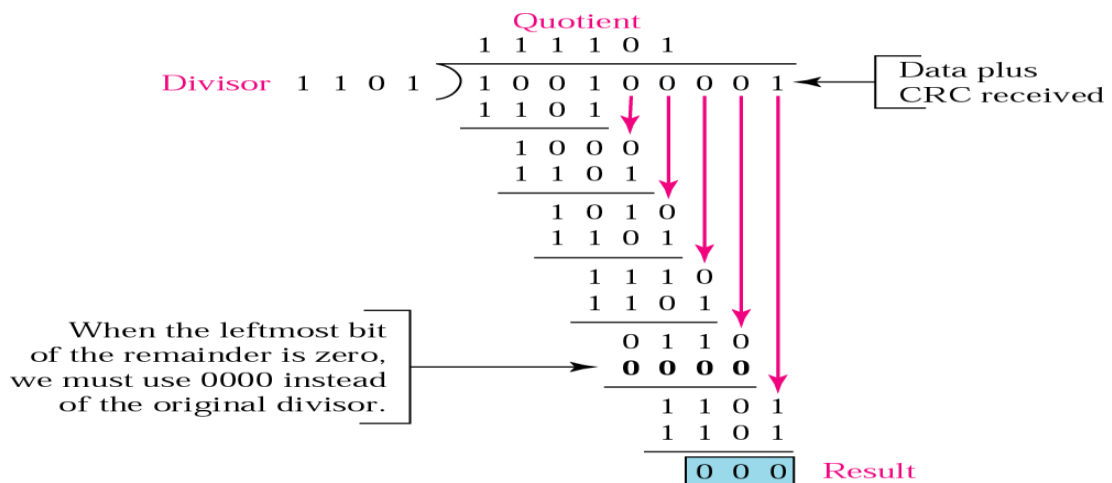 Quotient
1 1 1 1 0 1
Divisor 1 1 0 1 1 0 0 1 0 0 0 0 1
Data plus
CRC received
1 1 0 1
1 0 0 0
1 1 0 1
1 0 1 0
1 1 0 1
1 1 1 0
1 1 0 1
When the leftmost bit
of the remainder is zero,
we must use 0000 instead
of the original divisor.
0 1 1 0
0 0 0 0
1 1 0 1
1 1 0 1
0 0 0 Result